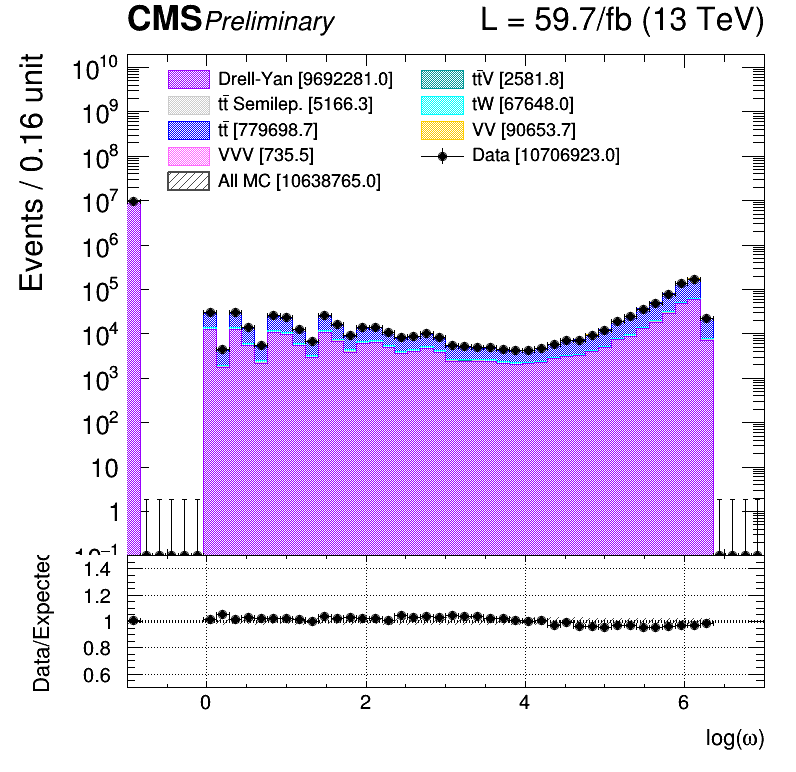 CMS Preliminary L = 59.7/fb (13 TeV)
Events / 0.16 unit
10¹⁰
10⁹
10⁸
10⁷
10⁶
10⁵
10⁴
10³
10²
10
1
10⁻¹
Drell-Yan [9692281.0]
tt̄ Semilep. [5166.3]
tt̄ [779698.7]
VVV [735.5]
All MC [10638765.0]
tt̄V [2581.8]
tW [67648.0]
VV [90653.7]
Data [10706923.0]
Data/Expected
1.4
1.2
1
0.8
0.6
0 2 4 6
log(ω)